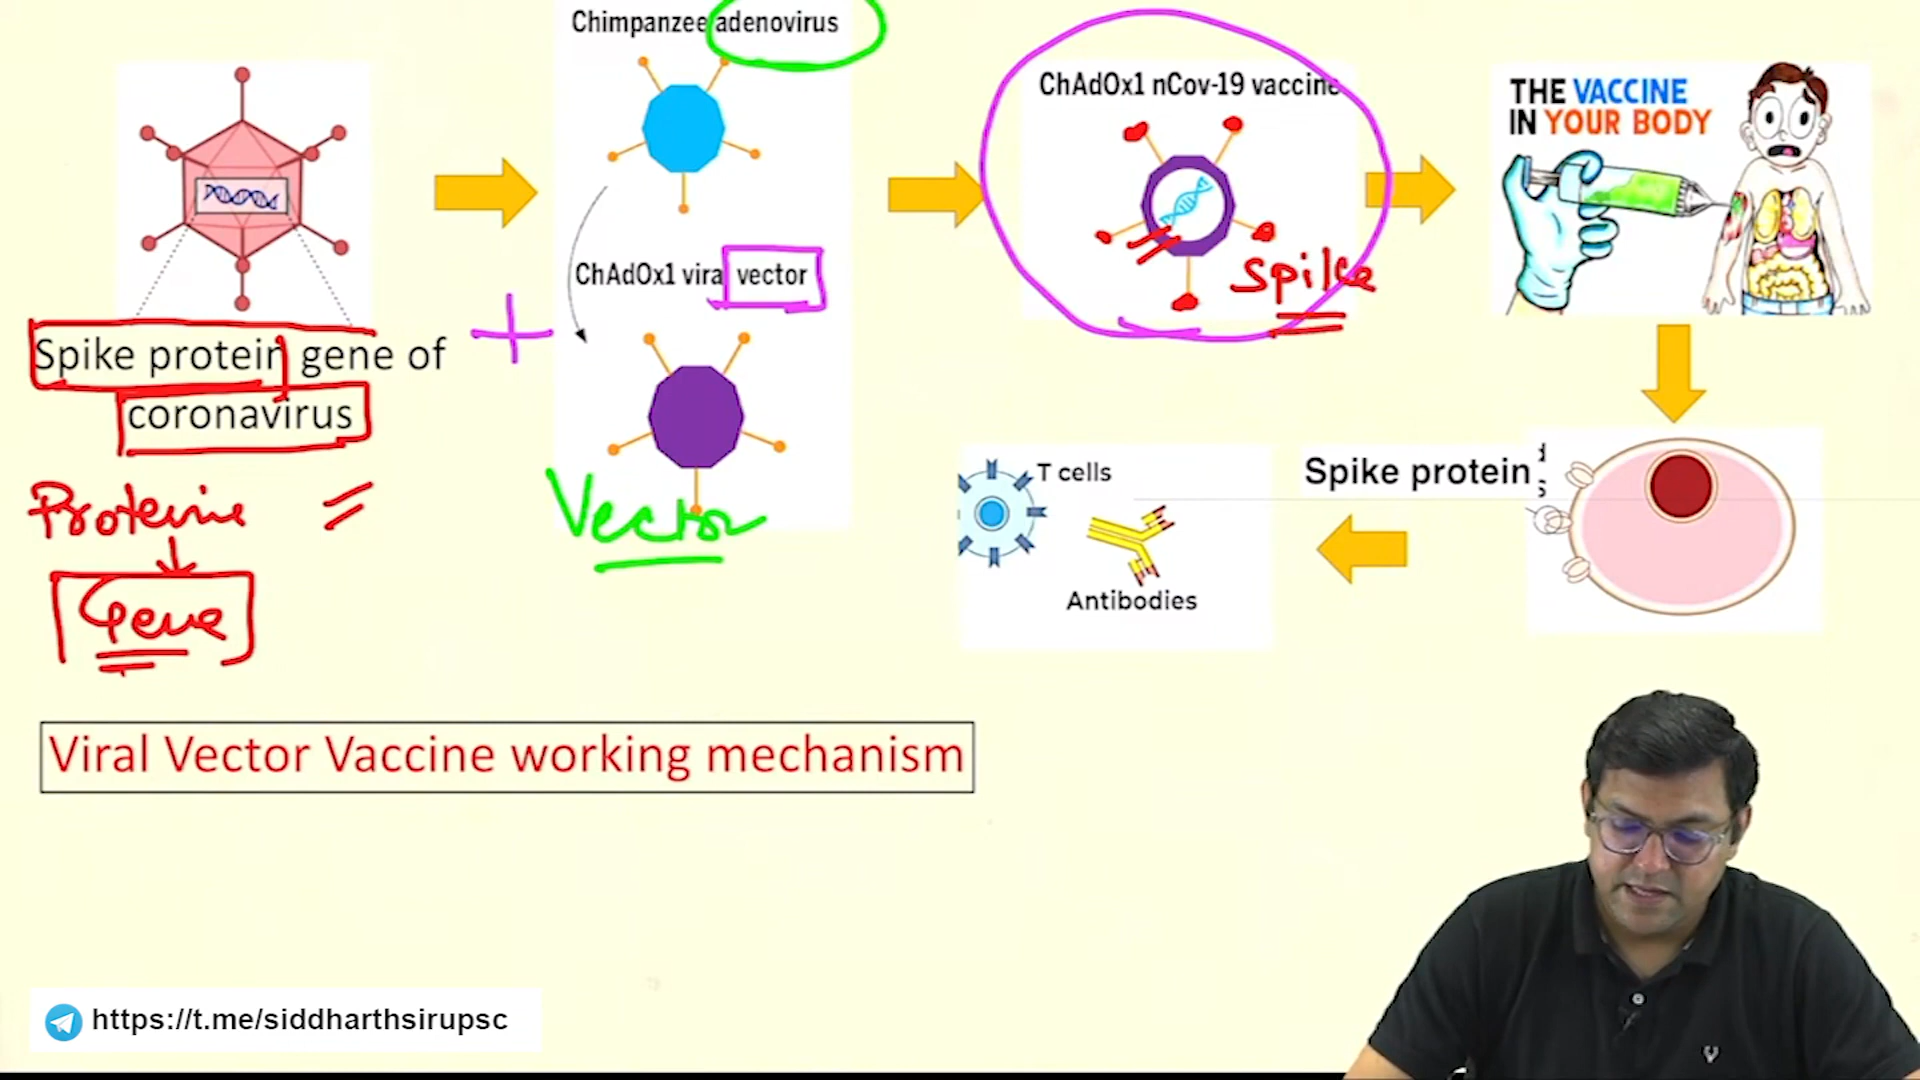 Chimpanzee adenovirus
ChAdOx1 nCov-19 vaccine
THE VACCINE
IN YOUR BODY
ChAdOx1 viral vector
Spike
Spike protein gene of
coronavirus
T cells
Spike protein
Proteine
Vector
Antibodies
Gene
Viral Vector Vaccine working mechanism
https://t.me/siddharthsirupsc